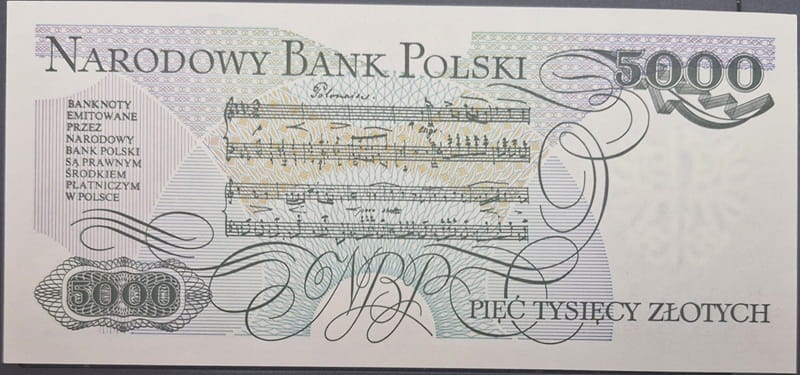 NARODOWY BANK POLSKI
5000
BANKNOTY
EMITOWANE
PRZEZ
NARODOWY
BANK POLSKI
SĄ PRAWNYM
ŚRODKIEM
PŁATNICZYM
W POLSCE
Polonaise.
5000
NBP
PIĘĆ TYSIĘCY ZŁOTYCH